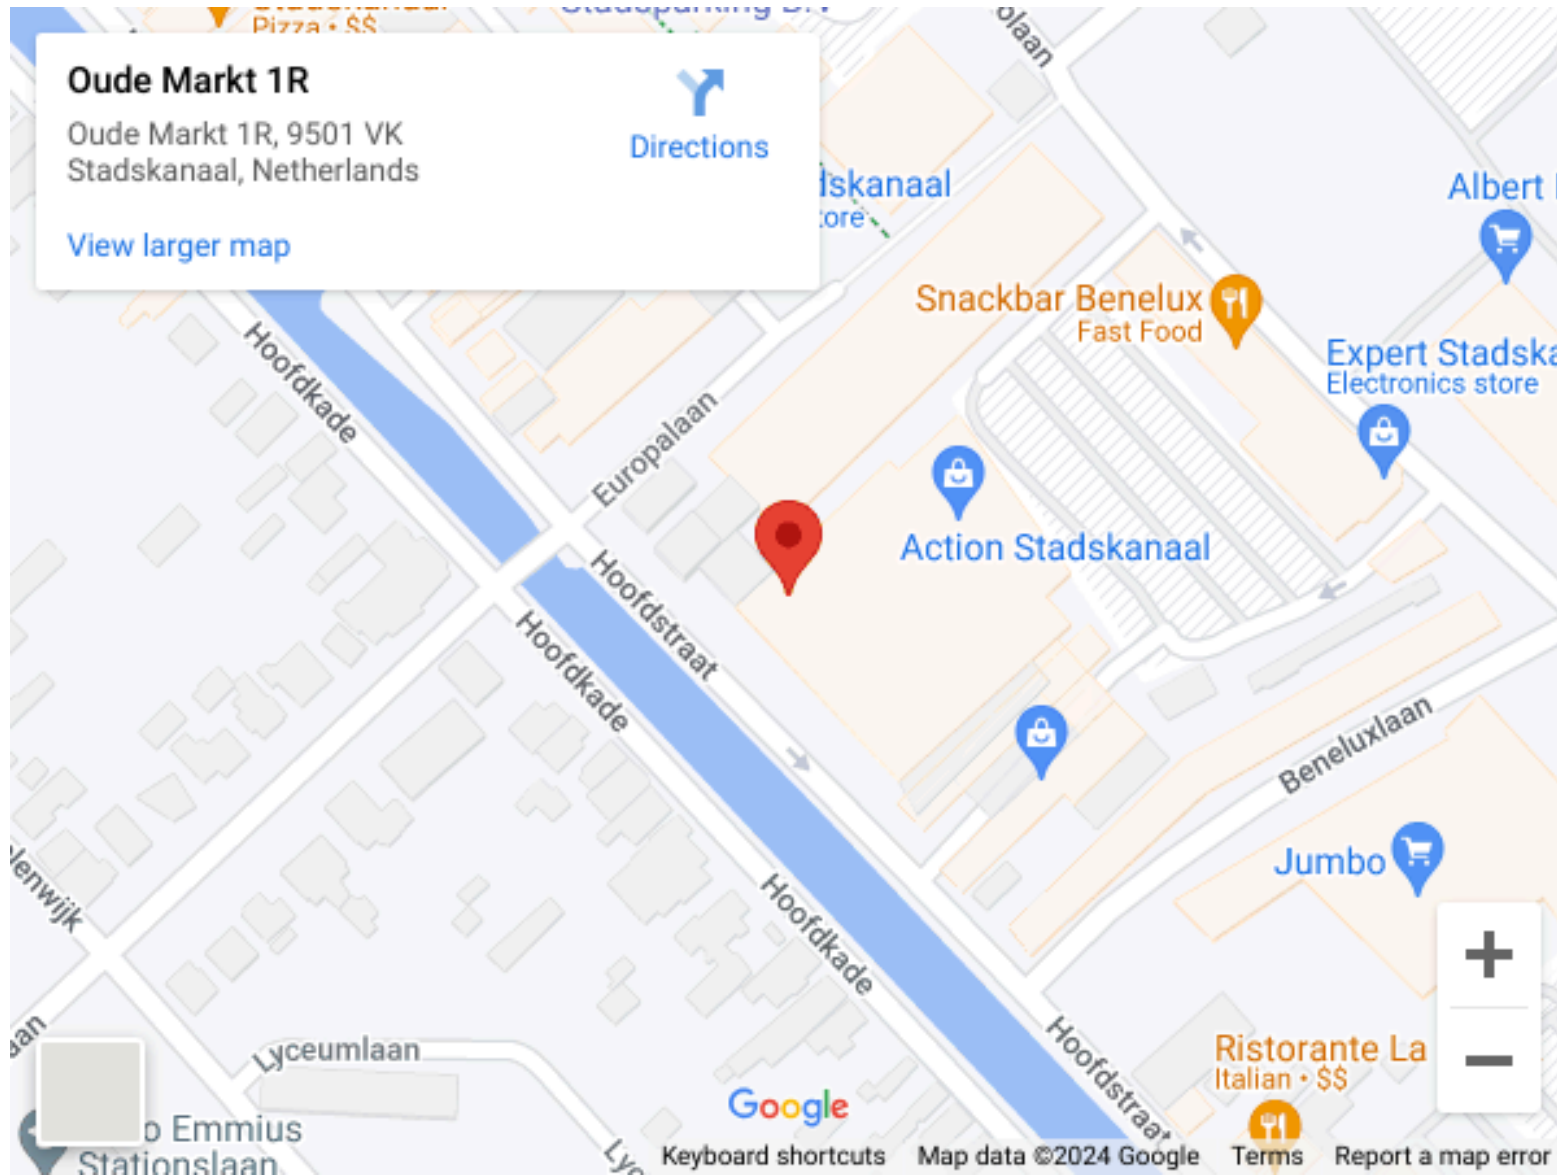 Pizza • $$
Oude Markt 1R
Oude Markt 1R, 9501 VK
Stadskanaal, Netherlands
Directions
View larger map
Albert
Snackbar Benelux
Fast Food
Expert Stadska
Electronics store
Hoofdkade
Europalaan
Action Stadskanaal
Hoofdstraat
Hoofdkade
Beneluxlaan
Jumbo
Hoofdkade
Lyceumlaan
Hoofdstraat
Ristorante La
Italian • $$
Google
o Emmius
Stationslaan
Keyboard shortcuts
Map data ©2024 Google
Terms
Report a map error